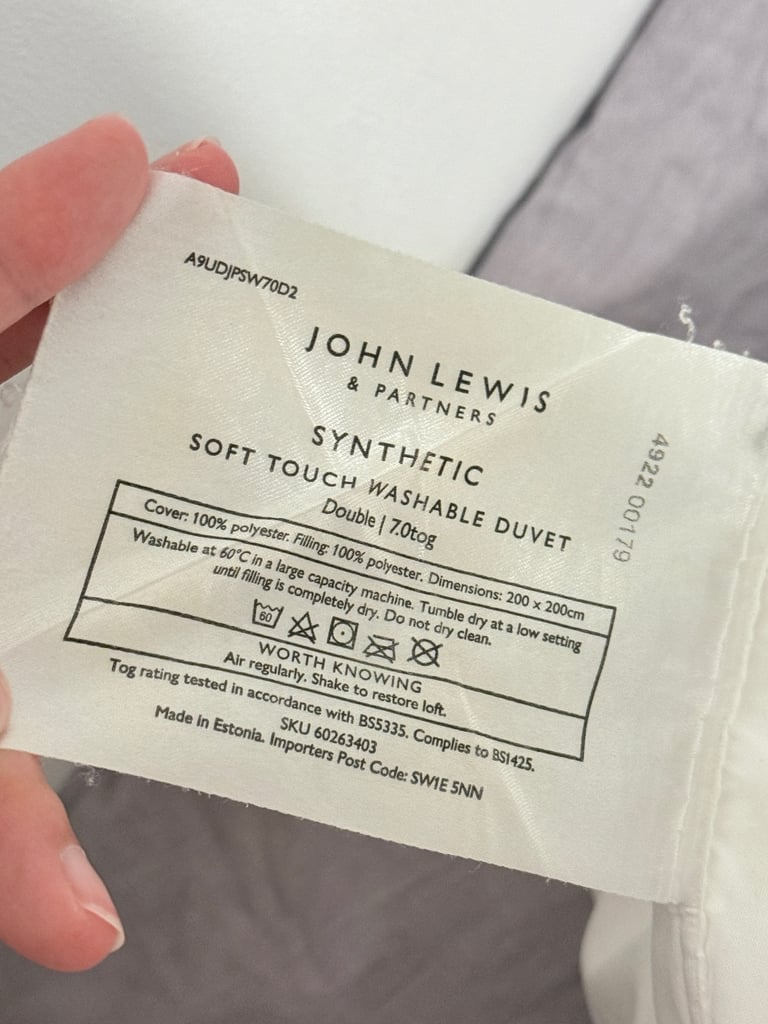 A9UDJPSW70D2
JOHN LEWIS
& PARTNERS
SYNTHETIC
SOFT TOUCH WASHABLE DUVET
Double | 7.0tog
Cover: 100% polyester. Filling: 100% polyester. Dimensions: 200 x 200cm
Washable at 60°C in a large capacity machine. Tumble dry at a low setting
until filling is completely dry. Do not dry clean.
60
WORTH KNOWING
Air regularly. Shake to restore loft.
Tog rating tested in accordance with BS5335. Complies to BS1425.
SKU 60263403
Made in Estonia. Importers Post Code: SW1E 5NN
4922 00179